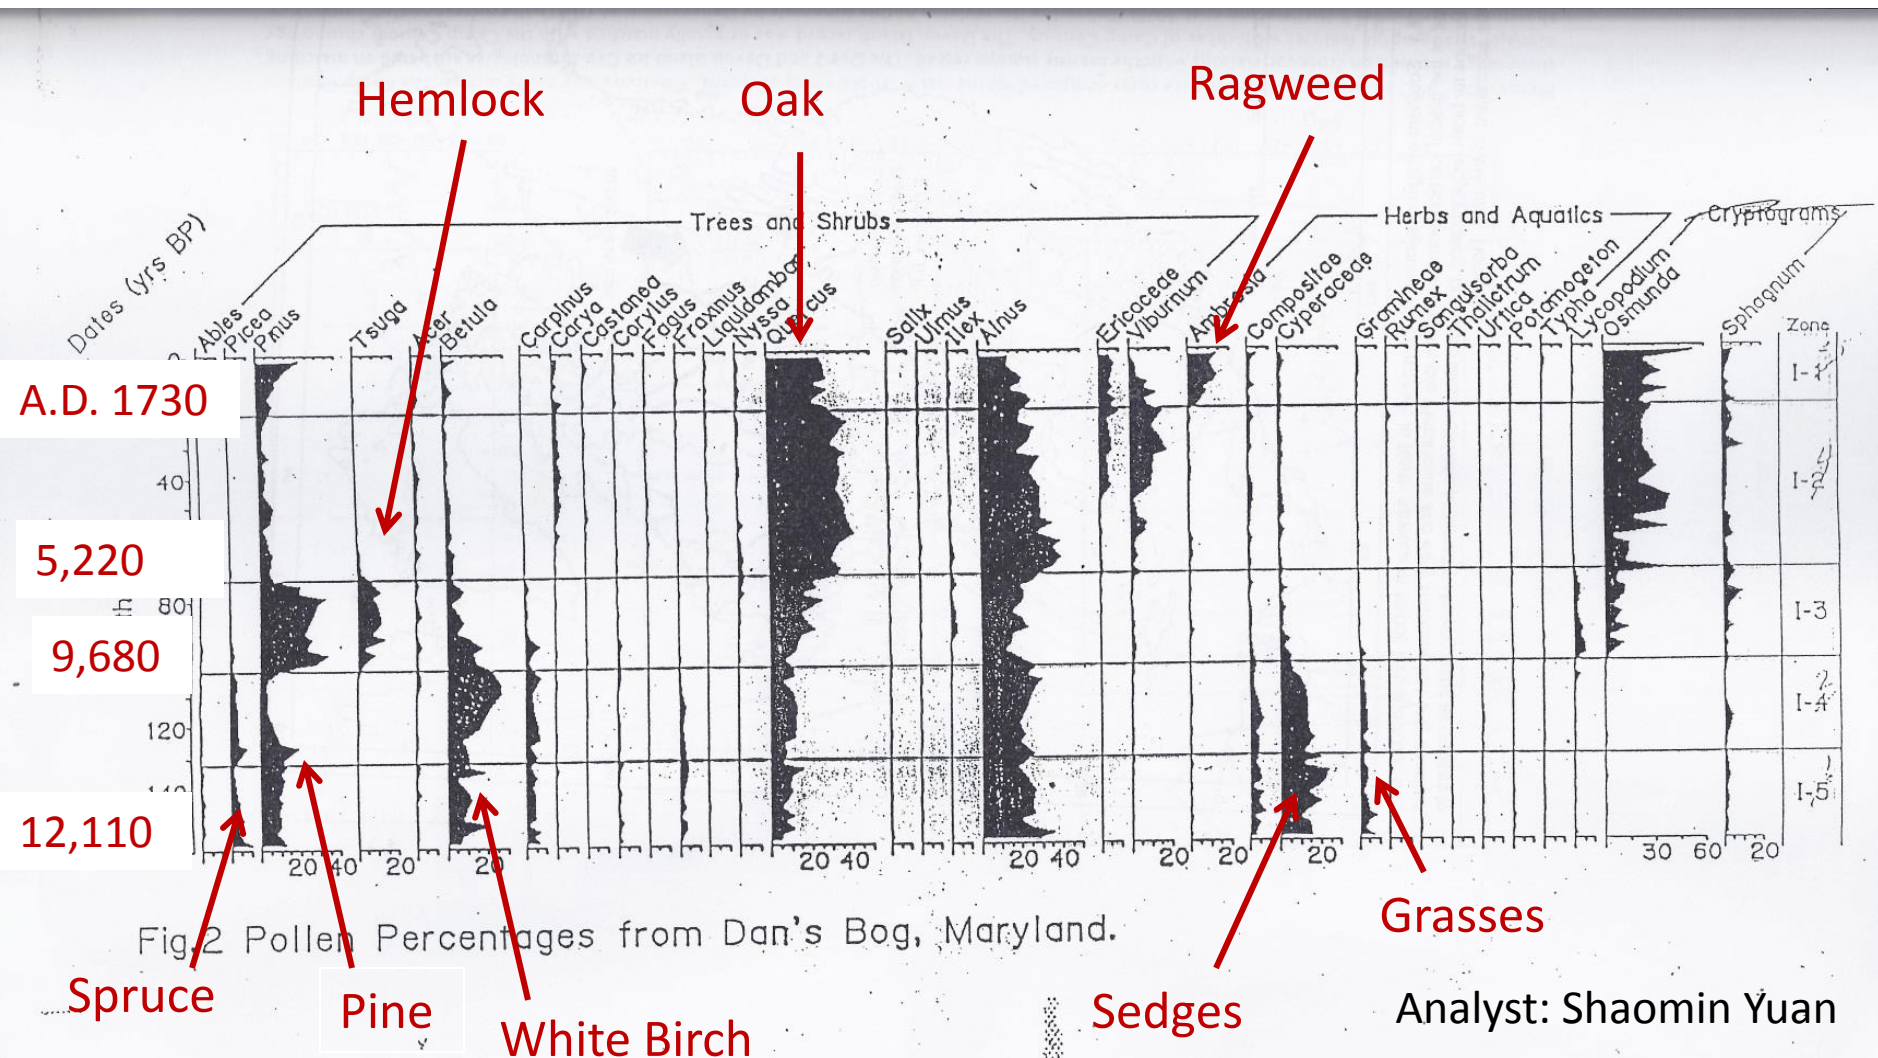 Hemlock
Oak
Ragweed
Trees and Shrubs
Herbs and Aquatics
Cryptograms
Dates (yrs BP)
Abies
Picea
Pinus
Tsuga
Acer
Betula
Carpinus
Carya
Castanea
Corylus
Fagus
Fraxinus
Liquidambar
Nyssa
Quercus
Salix
Ulmus
Ilex
Alnus
Ericaceae
Viburnum
Ambrosia
Compositae
Cyperaceae
Gramineae
Rumex
Sanguisorba
Thalictrum
Urtica
Potamogeton
Typha
Lycopodium
Osmunda
Sphagnum
Zone
A.D. 1730
I-1
40
I-2
5,220
80
I-3
9,680
I-4
120
140
I-5
12,110
20 40 20 20 20 40 20 40 20 20 20 30 60 20
Fig.2 Pollen Percentages from Dan's Bog, Maryland.
Grasses
Spruce
Pine
White Birch
Sedges
Analyst: Shaomin Yuan